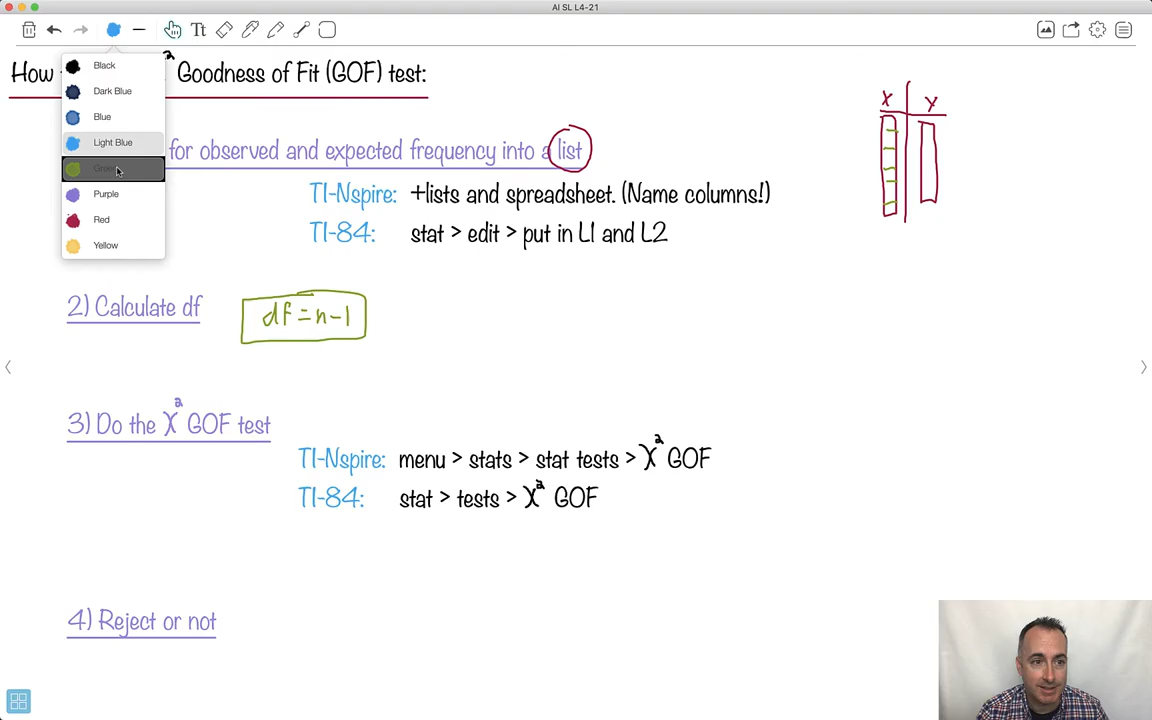 AI SL L4-21
Tt
Black
Dark Blue
Blue
Light Blue
Green
Purple
Red
Yellow
How
2 Goodness of Fit (GOF) test:
for observed and expected frequency into a list
TI-Nspire: +lists and spreadsheet. (Name columns!)
TI-84: stat > edit > put in L1 and L2
X Y
2) Calculate df
df = n-1
3) Do the X² GOF test
TI-Nspire: menu > stats > stat tests > X² GOF
TI-84: stat > tests > X² GOF
4) Reject or not